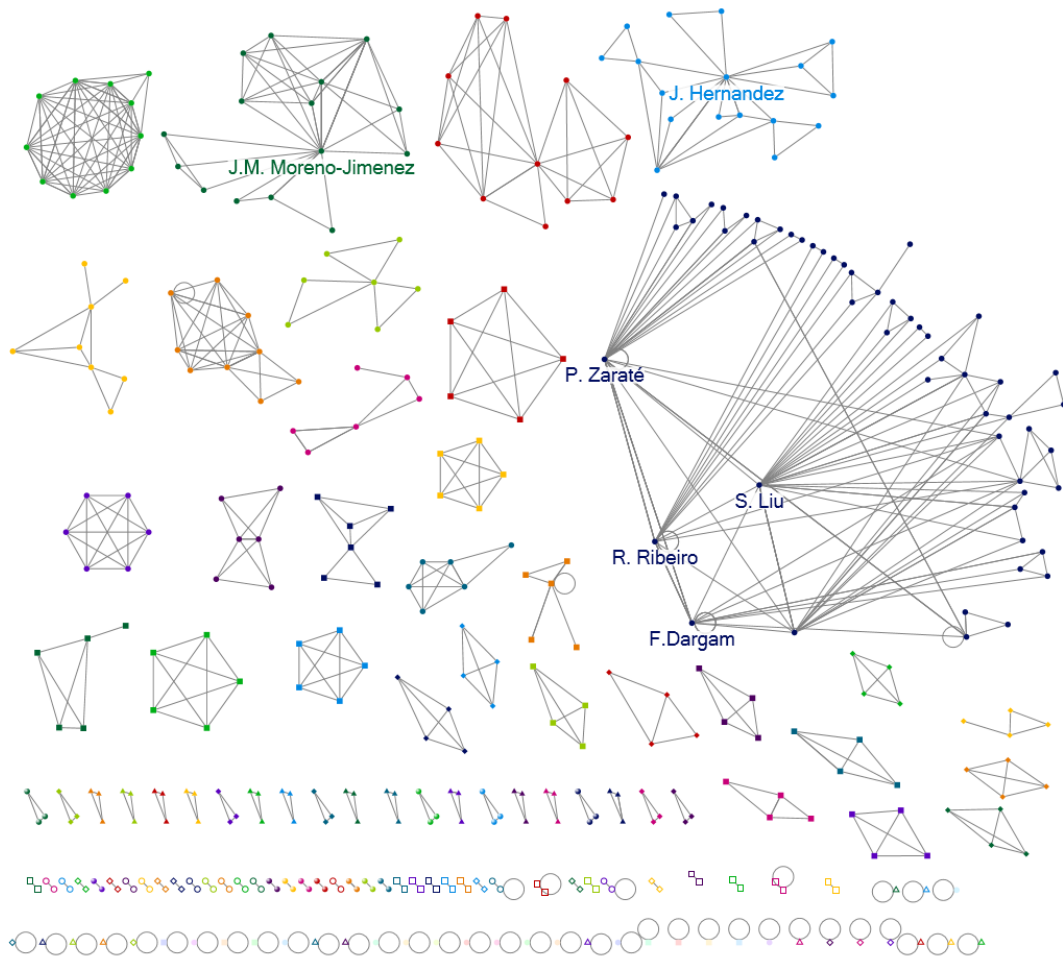 J. Hernandez
J.M. Moreno-Jimenez
P. Zaraté
S. Liu
R. Ribeiro
F.Dargam